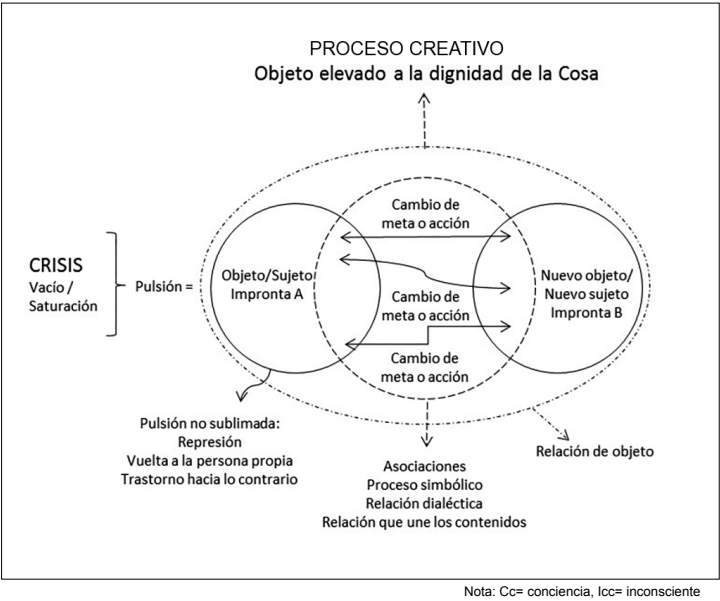 PROCESO CREATIVO
Objeto elevado a la dignidad de la Cosa
CRISIS
Vacío /
Saturación
Pulsión =
Objeto/Sujeto
Impronta A
Cambio de
meta o acción
Cambio de
meta o acción
Cambio de
meta o acción
Nuevo objeto/
Nuevo sujeto
Impronta B
Pulsión no sublimada:
Represión
Vuelta a la persona propia
Trastorno hacia lo contrario
Asociaciones
Proceso simbólico
Relación dialéctica
Relación que une los contenidos
Relación de objeto
Nota: Cc= conciencia, Icc= inconsciente